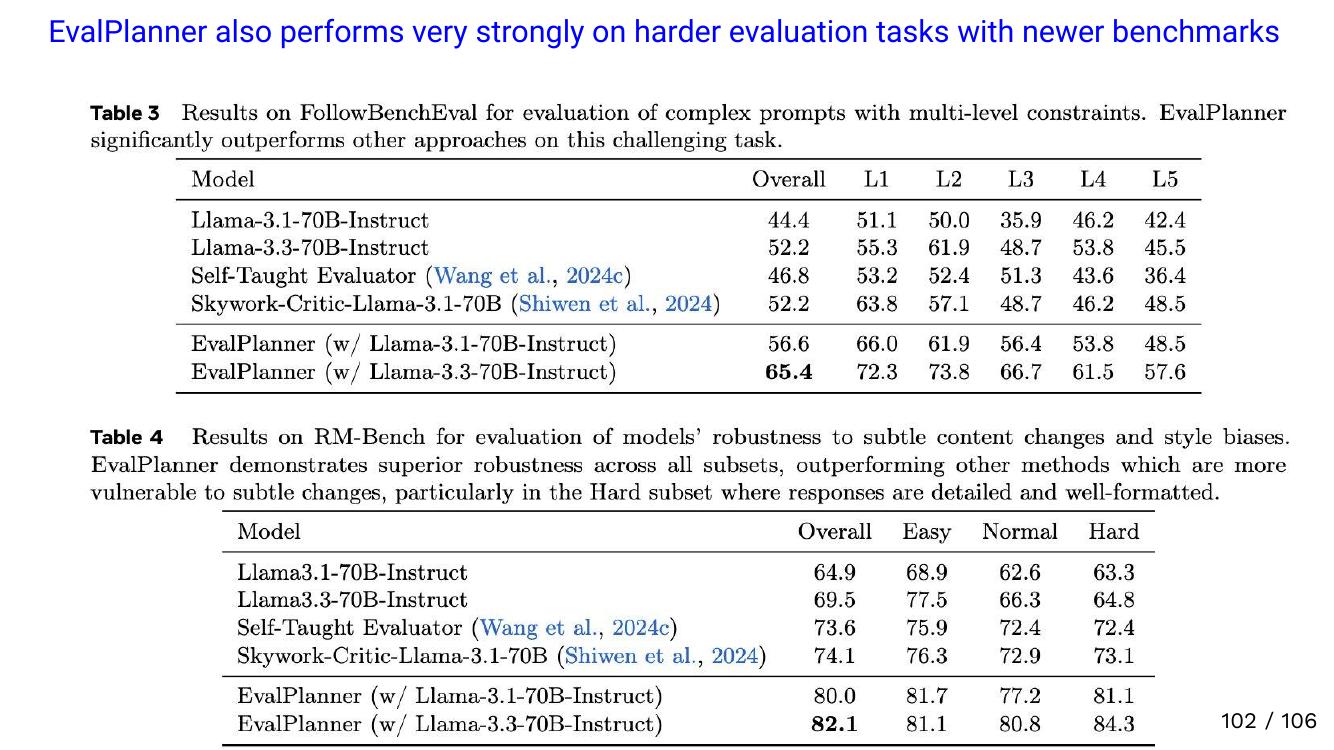 EvalPlanner also performs very strongly on harder evaluation tasks with newer benchmarks
Table 3 Results on FollowBenchEval for evaluation of complex prompts with multi-level constraints. EvalPlanner
significantly outperforms other approaches on this challenging task.
Model Overall L1 L2 L3 L4 L5
Llama-3.1-70B-Instruct 44.4 51.1 50.0 35.9 46.2 42.4
Llama-3.3-70B-Instruct 52.2 55.3 61.9 48.7 53.8 45.5
Self-Taught Evaluator (Wang et al., 2024c) 46.8 53.2 52.4 51.3 43.6 36.4
Skywork-Critic-Llama-3.1-70B (Shiwen et al., 2024) 52.2 63.8 57.1 48.7 46.2 48.5
EvalPlanner (w/ Llama-3.1-70B-Instruct) 56.6 66.0 61.9 56.4 53.8 48.5
EvalPlanner (w/ Llama-3.3-70B-Instruct) 65.4 72.3 73.8 66.7 61.5 57.6
Table 4 Results on RM-Bench for evaluation of models' robustness to subtle content changes and style biases.
EvalPlanner demonstrates superior robustness across all subsets, outperforming other methods which are more
vulnerable to subtle changes, particularly in the Hard subset where responses are detailed and well-formatted.
Model Overall Easy Normal Hard
Llama3.1-70B-Instruct 64.9 68.9 62.6 63.3
Llama3.3-70B-Instruct 69.5 77.5 66.3 64.8
Self-Taught Evaluator (Wang et al., 2024c) 73.6 75.9 72.4 72.4
Skywork-Critic-Llama-3.1-70B (Shiwen et al., 2024) 74.1 76.3 72.9 73.1
EvalPlanner (w/ Llama-3.1-70B-Instruct) 80.0 81.7 77.2 81.1
EvalPlanner (w/ Llama-3.3-70B-Instruct) 82.1 81.1 80.8 84.3
102 / 106